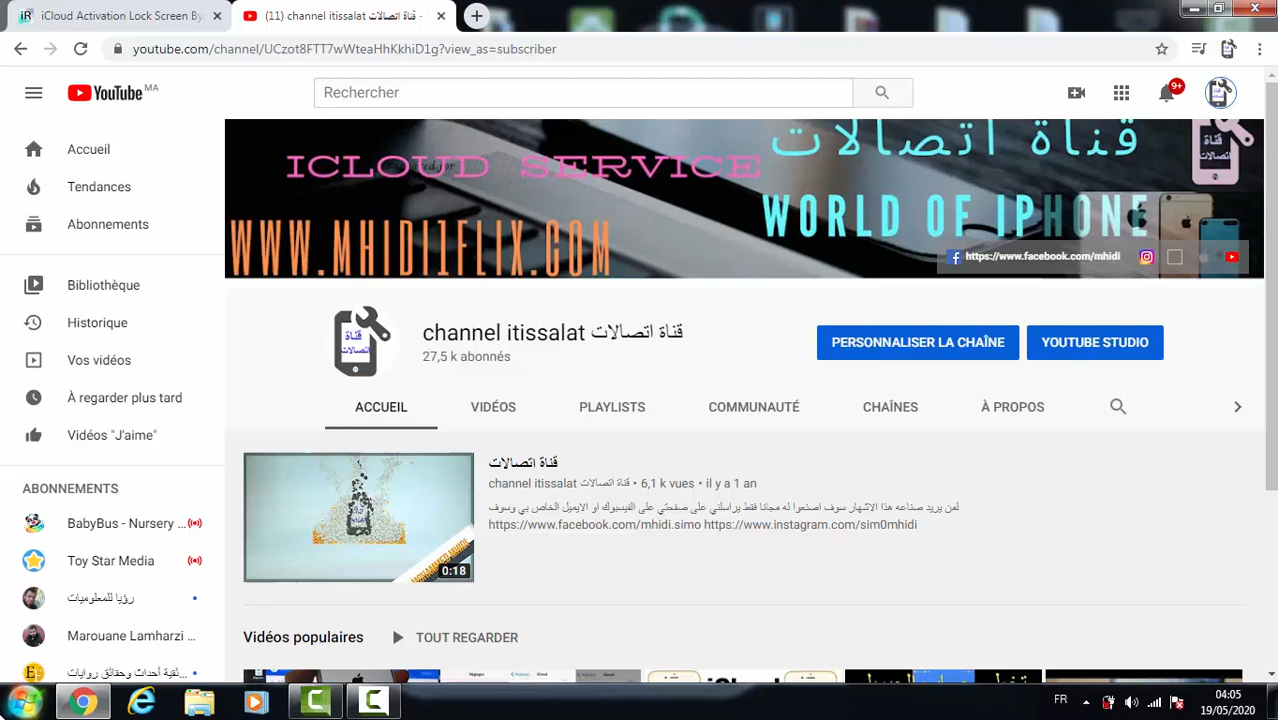 iCloud Activation Lock Screen By
(11) channel itissalat قناة اتصالات -
youtube.com/channel/UCzot8FTT7wWteaHhKkhiD1g?view_as=subscriber
YouTube MA
Rechercher
9+
Accueil
Tendances
Abonnements
Bibliothèque
Historique
Vos vidéos
À regarder plus tard
Vidéos "J'aime"
ABONNEMENTS
BabyBus - Nursery ...
Toy Star Media
رؤيا للمعلوميات
Marouane Lamharzi ...
قناة اتصالات
ICLOUD SERVICE
WORLD OF IPHONE
WWW.MHIDI1FLIX.COM
قناة اتصالات
https://www.facebook.com/mhidi
قناة اتصالات
channel itissalat قناة اتصالات
27,5 k abonnés
PERSONNALISER LA CHAÎNE
YOUTUBE STUDIO
ACCUEIL
VIDÉOS
PLAYLISTS
COMMUNAUTÉ
CHAÎNES
À PROPOS
قناة اتصالات
channel itissalat قناة اتصالات • 6,1 k vues • il y a 1 an
لمن يريد صناعه هذا الاشهار سوف اصنعوا له مجانا فقط يراسلني على صفحتي على الفيسبوك او الايميل الخاص بي وسوف
https://www.facebook.com/mhidi.simo https://www.instagram.com/sim0mhidi
0:18
Vidéos populaires
TOUT REGARDER
FR
04:05
19/05/2020